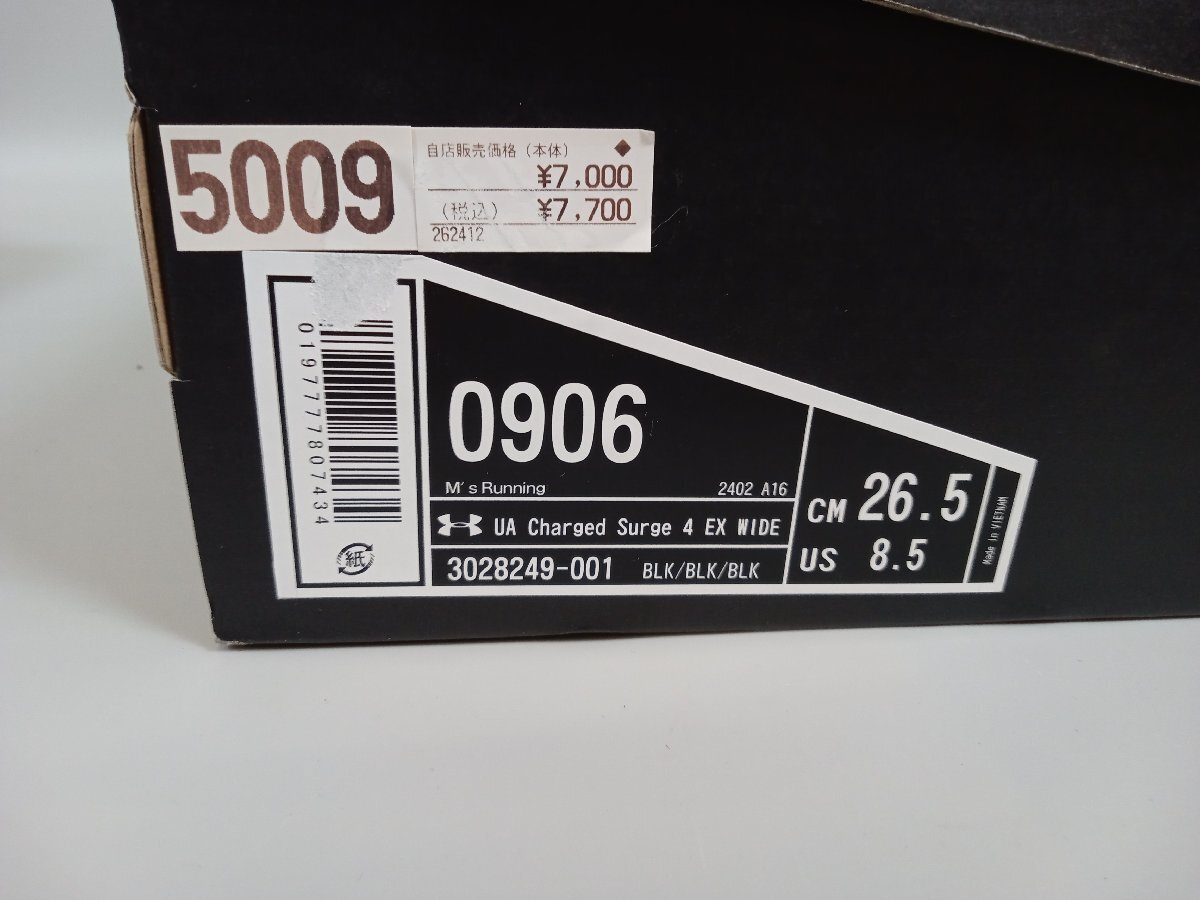 5009
自店販売価格（本体） ◆
¥7,000
（税込） ¥7,700
262412
0197777807434
紙
0906
M's Running 2402 A16
UA Charged Surge 4 EX WIDE
3028249-001 BLK/BLK/BLK
CM 26.5
US 8.5
Made in VIETNAM